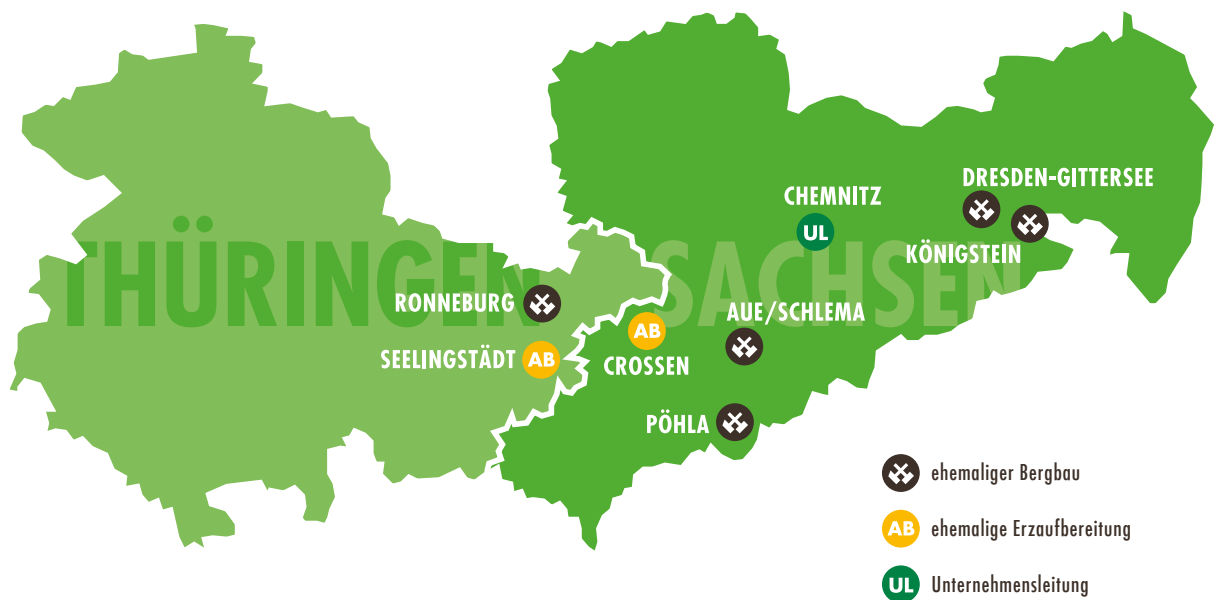 THÜRINGEN
SACHSEN
DRESDEN-GITTERSEE
CHEMNITZ
UL
KÖNIGSTEIN
RONNEBURG
AUE/SCHLEMA
AB
SEELINGSTÄDT
AB
CROSSEN
PÖHLA
ehemaliger Bergbau
AB ehemalige Erzaufbereitung
UL Unternehmensleitung